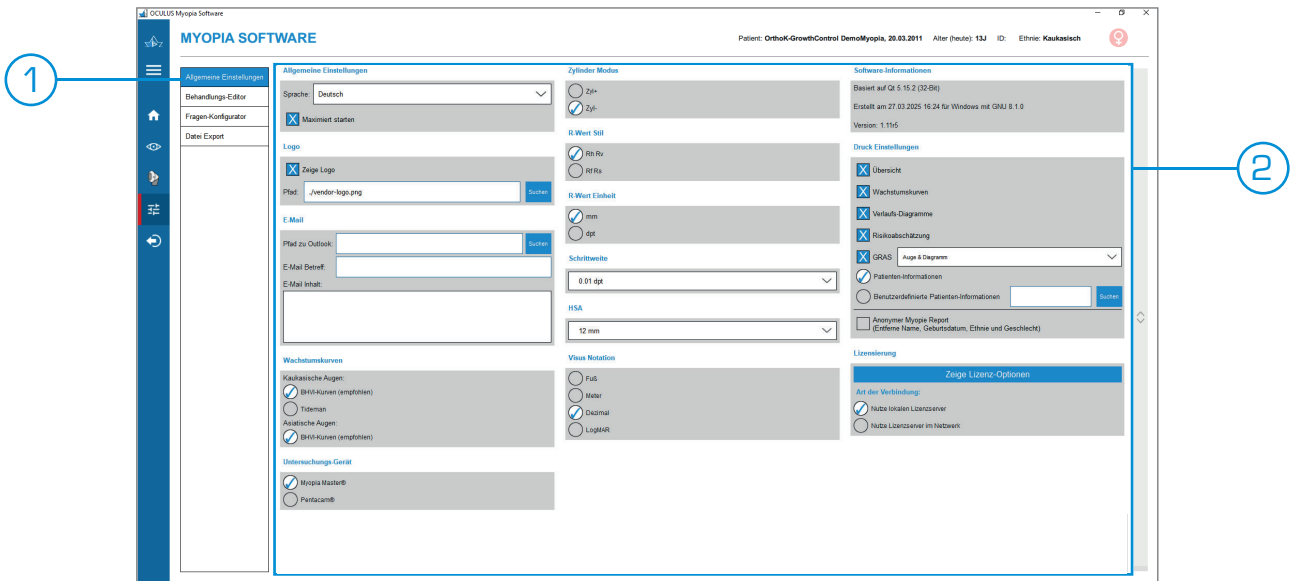 OCULUS Myopia Software
MYOPIA SOFTWARE
Patient: OrthoK-GrowthControl DemoMyopia, 20.03.2011 Alter (heute): 13J ID: Ethnie: Kaukasisch
1
Allgemeine Einstellungen
Behandlungs-Editor
Fragen-Konfigurator
Datei Export
Allgemeine Einstellungen
Sprache: Deutsch
Maximiert starten
Logo
Zeige Logo
Pfad: ./vendor-logo.png Suchen
E-Mail
Pfad zu Outlook: Suchen
E-Mail Betreff:
E-Mail Inhalt:
Wachstumskurven
Kaukasische Augen:
BHVI-Kurven (empfohlen)
Tideman
Asiatische Augen:
BHVI-Kurven (empfohlen)
Untersuchungs-Gerät
Myopia Master®
Pentacam®
Zylinder Modus
Zyl+
Zyl-
R-Wert Stil
Rh Rv
Rf Rs
R-Wert Einheit
mm
dpt
Schrittweite
0.01 dpt
HSA
12 mm
Visus Notation
Fuß
Meter
Dezimal
LogMAR
Software-Informationen
Basiert auf Qt 5.15.2 (32-Bit)
Erstellt am 27.03.2025 16:24 für Windows mit GNU 8.1.0
Version: 1.11r5
Druck Einstellungen
Übersicht
Wachstumskurven
Verlaufs-Diagramme
Risikoabschätzung
GRAS Auge & Diagramm
Patienten-Informationen
Benutzerdefinierte Patienten-Informationen Suchen
Anonymer Myopie Report
(Entferne Name, Geburtsdatum, Ethnie und Geschlecht)
Lizensierung
Zeige Lizenz-Optionen
Art der Verbindung:
Nutze lokalen Lizenzserver
Nutze Lizenzserver im Netzwerk
2